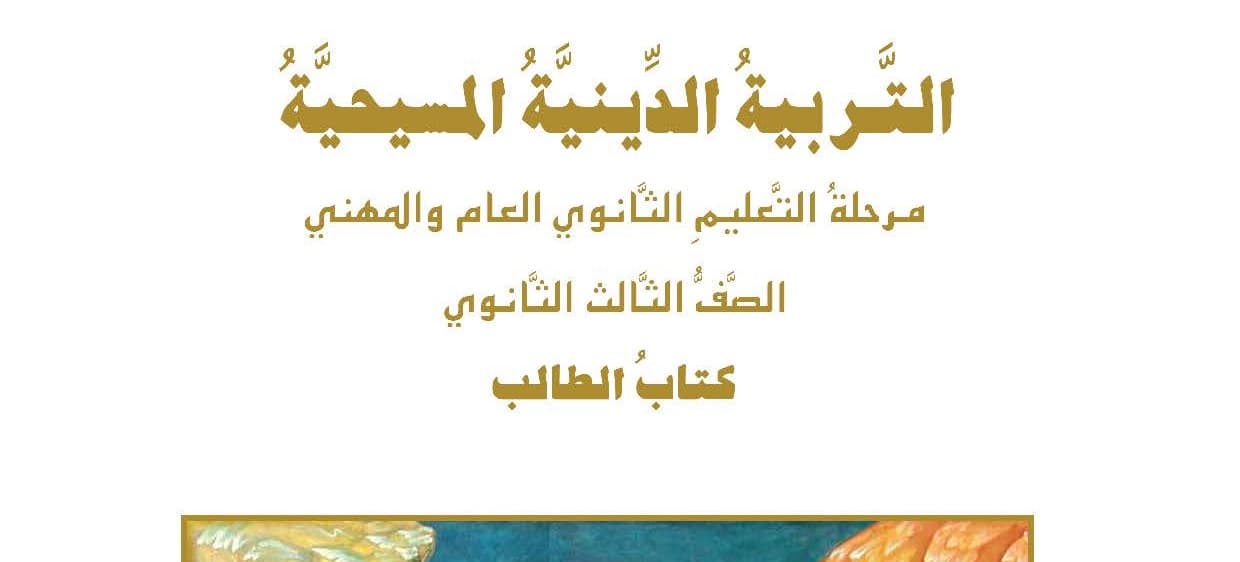 التَّربيةُ الدِّينيَّةُ المسيحيَّةُ
مرحلةُ التَّعليمِ الثَّانوي العام والمهني
الصَّفُّ الثَّالث الثَّانوي
كتابُ الطالب